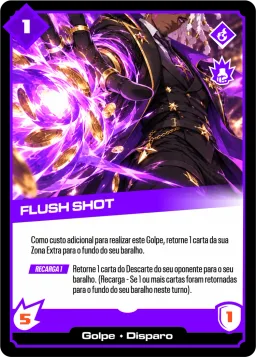 1
FLUSH SHOT
Como custo adicional para realizar este Golpe, retorne 1 carta da sua
Zona Extra para o fundo do seu baralho.
RECARGA 1 Retorne 1 carta do Descarte do seu oponente para o seu
baralho. (Recarga - Se 1 ou mais cartas foram retornadas
para o fundo do seu baralho neste turno).
5
1
Golpe • Disparo